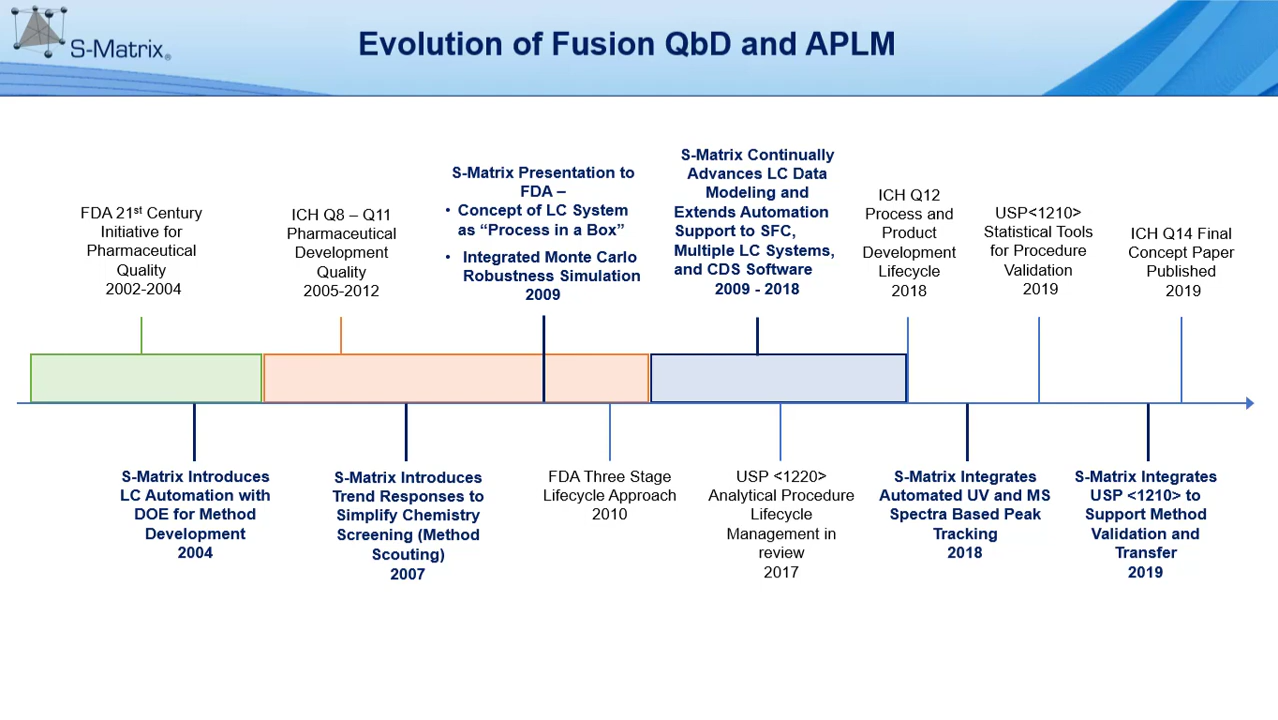 S-Matrix®
Evolution of Fusion QbD and APLM
FDA 21st Century
Initiative for
Pharmaceutical
Quality
2002-2004
ICH Q8 – Q11
Pharmaceutical
Development
Quality
2005-2012
S-Matrix Presentation to
FDA –
• Concept of LC System
as “Process in a Box”
• Integrated Monte Carlo
Robustness Simulation
2009
S-Matrix Continually
Advances LC Data
Modeling and
Extends Automation
Support to SFC,
Multiple LC Systems,
and CDS Software
2009 - 2018
ICH Q12
Process and
Product
Development
Lifecycle
2018
USP<1210>
Statistical Tools
for Procedure
Validation
2019
ICH Q14 Final
Concept Paper
Published
2019
S-Matrix Introduces
LC Automation with
DOE for Method
Development
2004
S-Matrix Introduces
Trend Responses to
Simplify Chemistry
Screening (Method
Scouting)
2007
FDA Three Stage
Lifecycle Approach
2010
USP <1220>
Analytical Procedure
Lifecycle
Management in
review
2017
S-Matrix Integrates
Automated UV and MS
Spectra Based Peak
Tracking
2018
S-Matrix Integrates
USP <1210> to
Support Method
Validation and
Transfer
2019